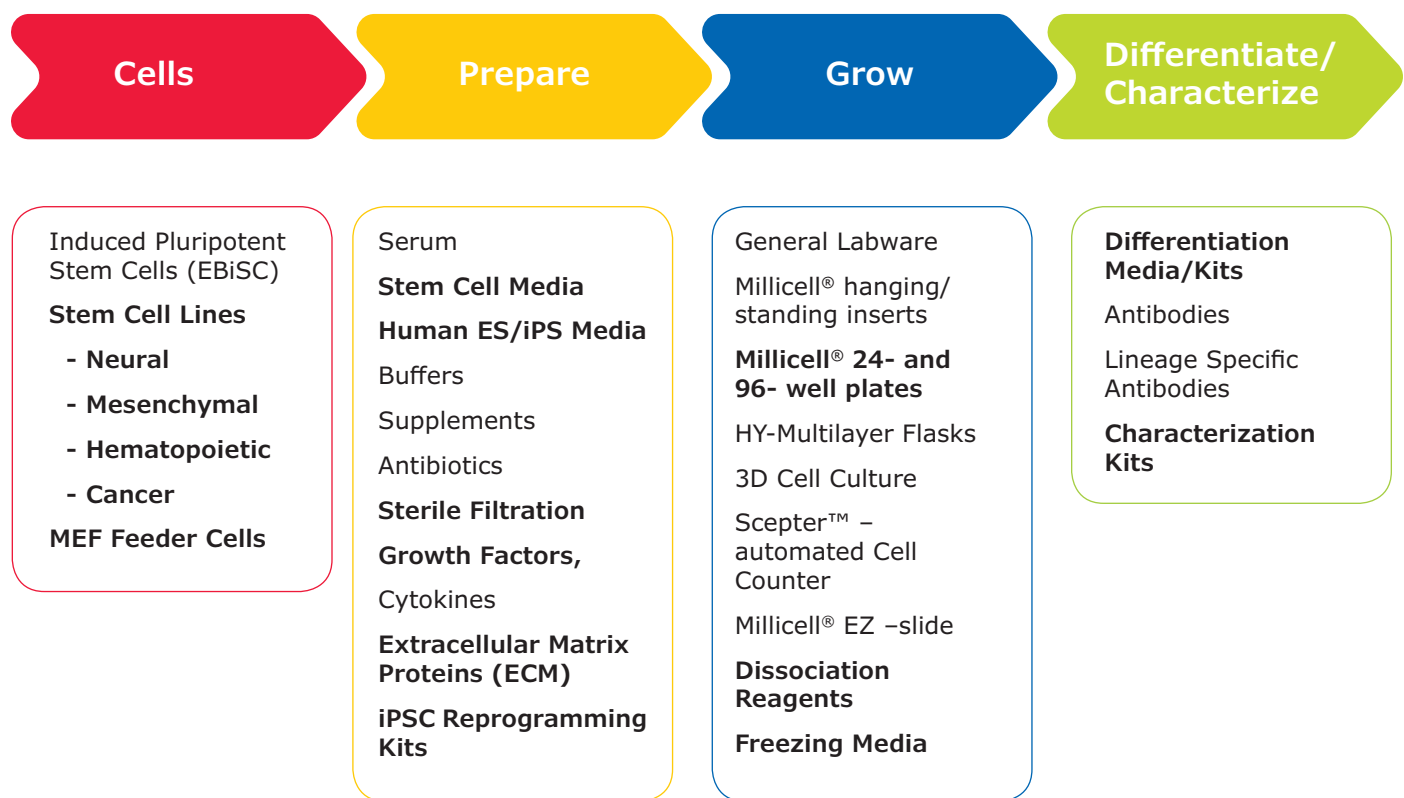 Cells
Prepare
Grow
Differentiate/
Characterize
Induced Pluripotent
Stem Cells (EBiSC)
Stem Cell Lines
- Neural
- Mesenchymal
- Hematopoietic
- Cancer
MEF Feeder Cells
Serum
Stem Cell Media
Human ES/iPS Media
Buffers
Supplements
Antibiotics
Sterile Filtration
Growth Factors,
Cytokines
Extracellular Matrix
Proteins (ECM)
iPSC Reprogramming
Kits
General Labware
Millicell® hanging/
standing inserts
Millicell® 24- and
96- well plates
HY-Multilayer Flasks
3D Cell Culture
Scepter™ –
automated Cell
Counter
Millicell® EZ –slide
Dissociation
Reagents
Freezing Media
Differentiation
Media/Kits
Antibodies
Lineage Specific
Antibodies
Characterization
Kits